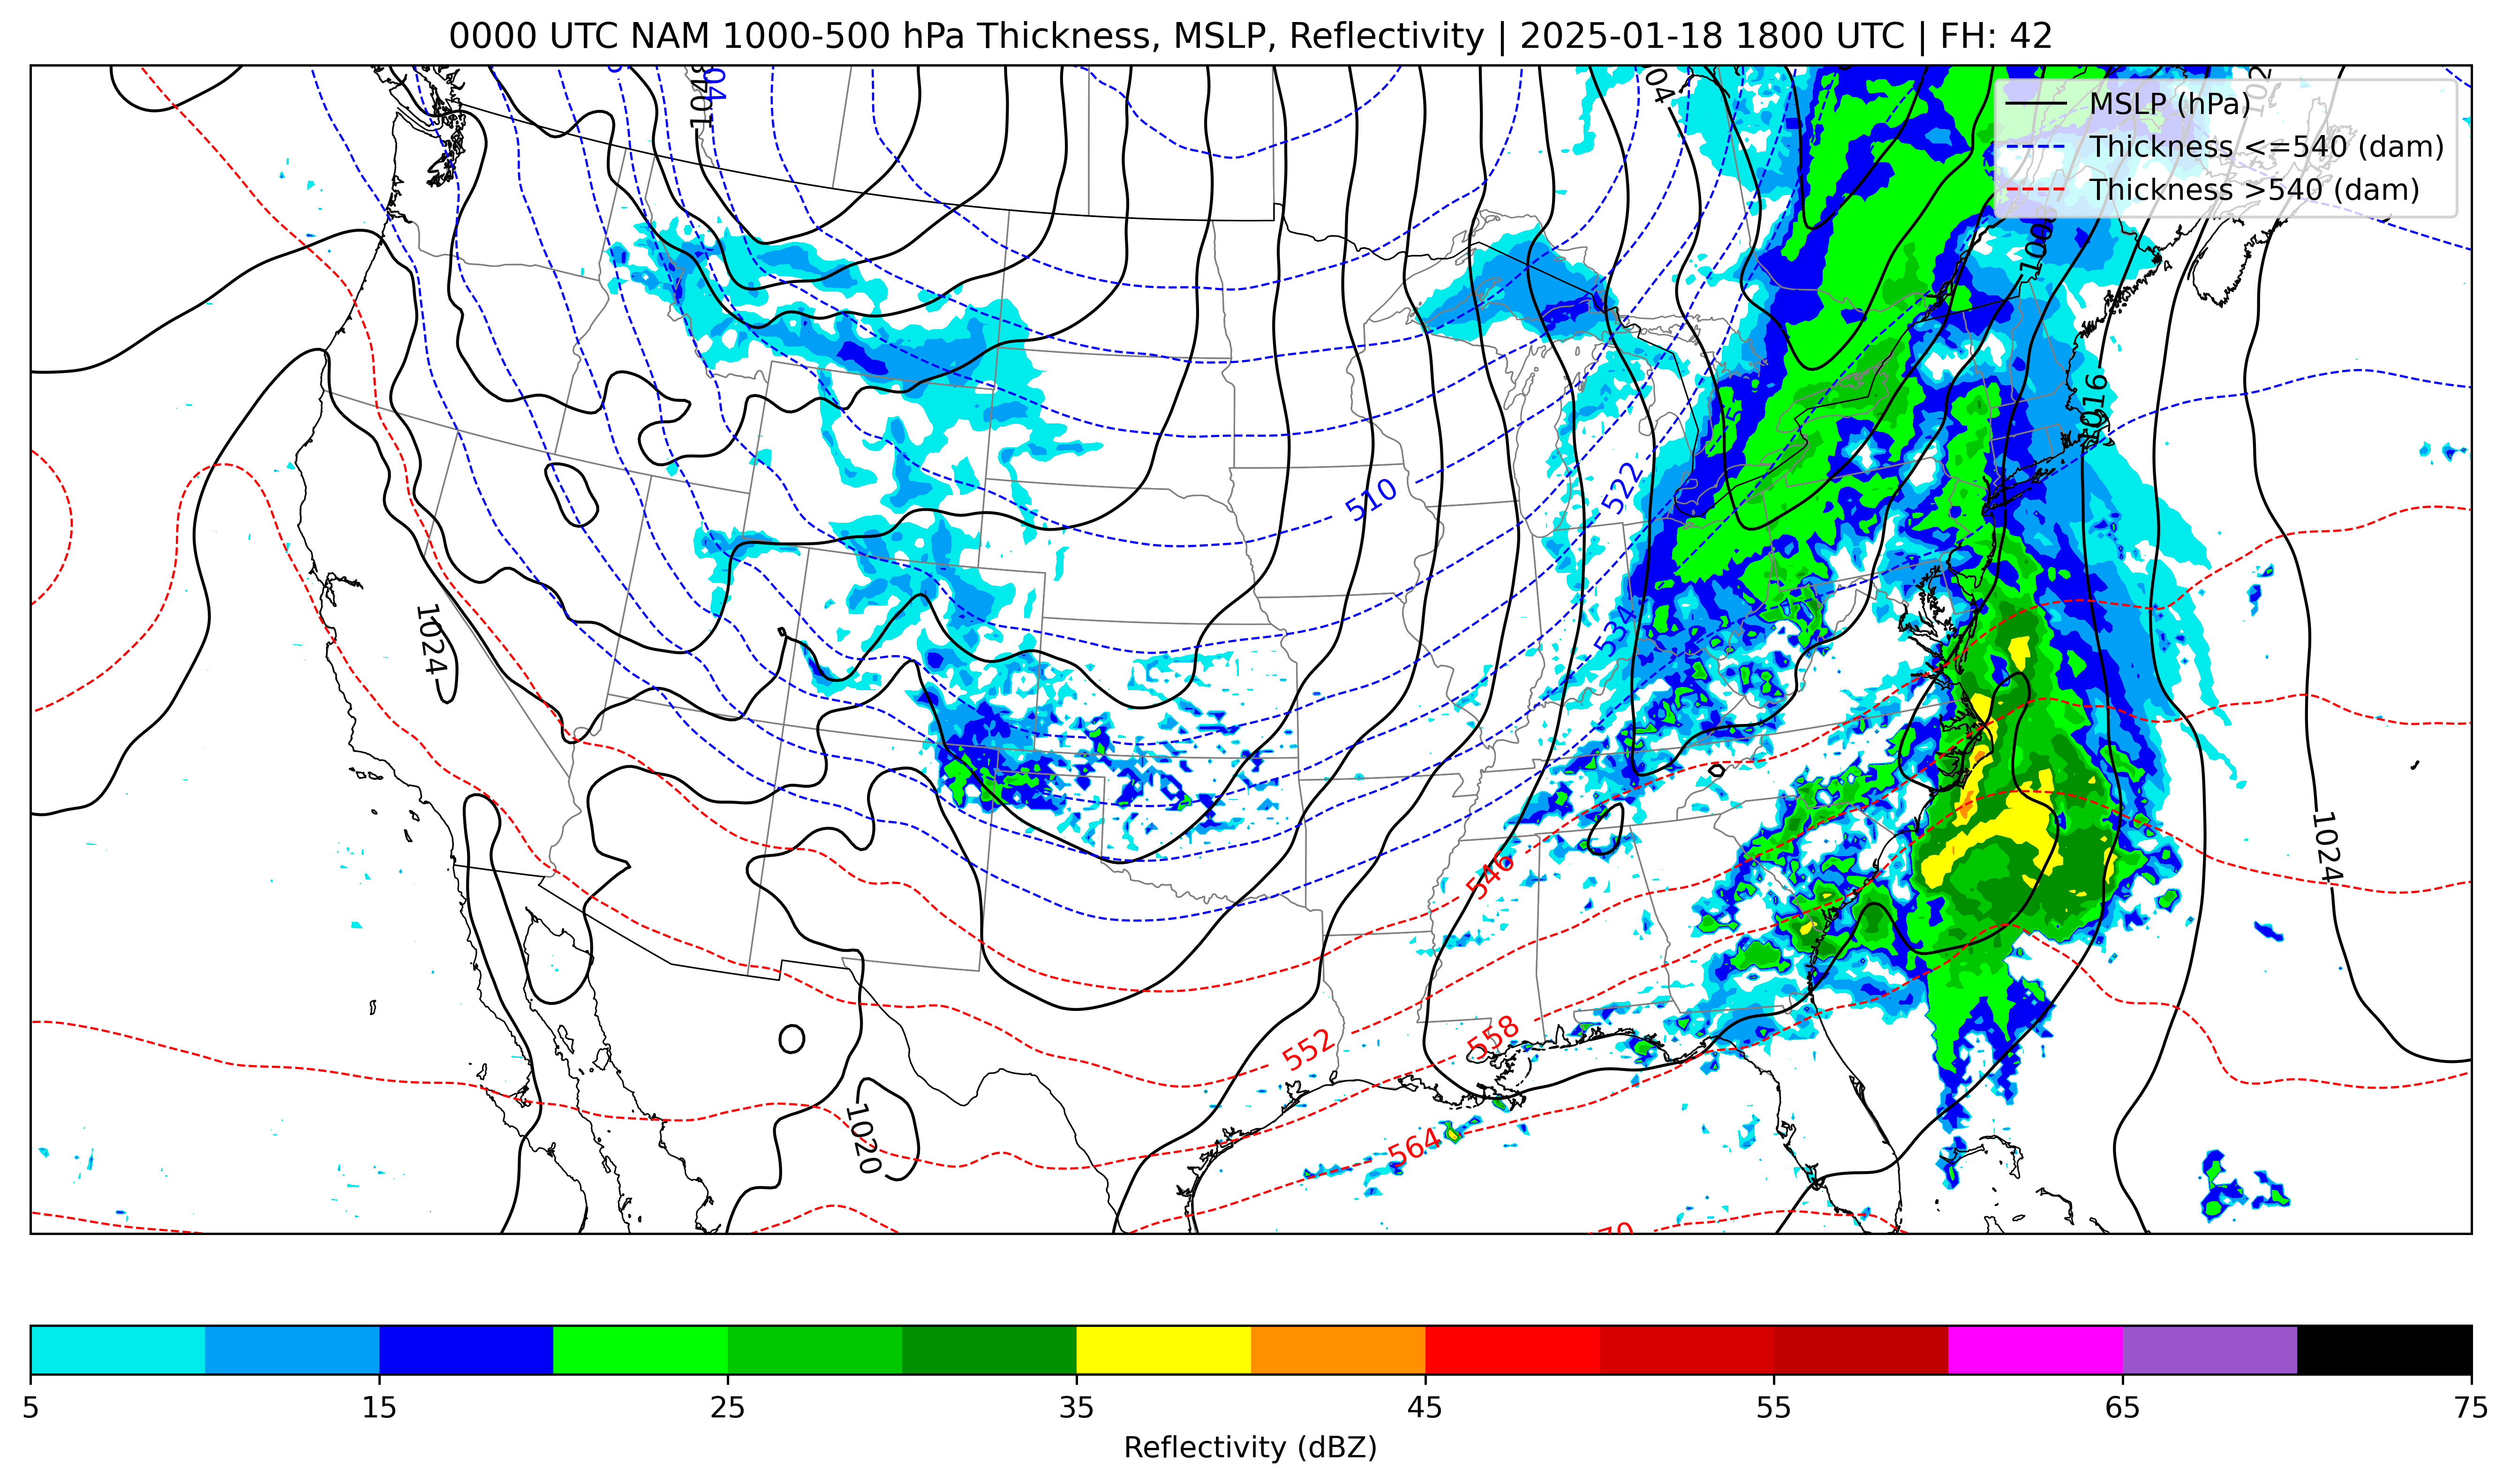 0000 UTC NAM 1000-500 hPa Thickness, MSLP, Reflectivity | 2025-01-18 1800 UTC | FH: 42
MSLP (hPa)
Thickness <=540 (dam)
Thickness >540 (dam)
1016
510
522
534
1024
546
1024
552
558
564
1020
5 15 25 35 45 55 65 75
Reflectivity (dBZ)